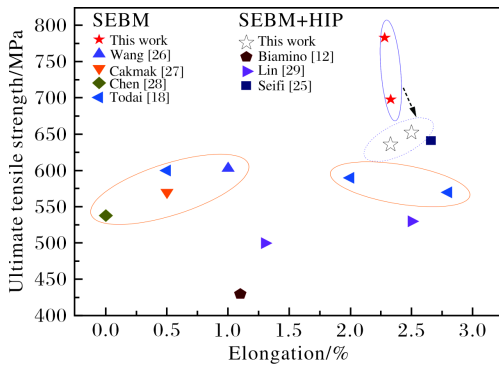 SEBM
This work
Wang [26]
Cakmak [27]
Chen [28]
Todai [18]
SEBM+HIP
This work
Biamino [12]
Lin [29]
Seifi [25]
Ultimate tensile strength/MPa
800
750
700
650
600
550
500
450
400
0.0
0.5
1.0
1.5
2.0
2.5
3.0
Elongation/%